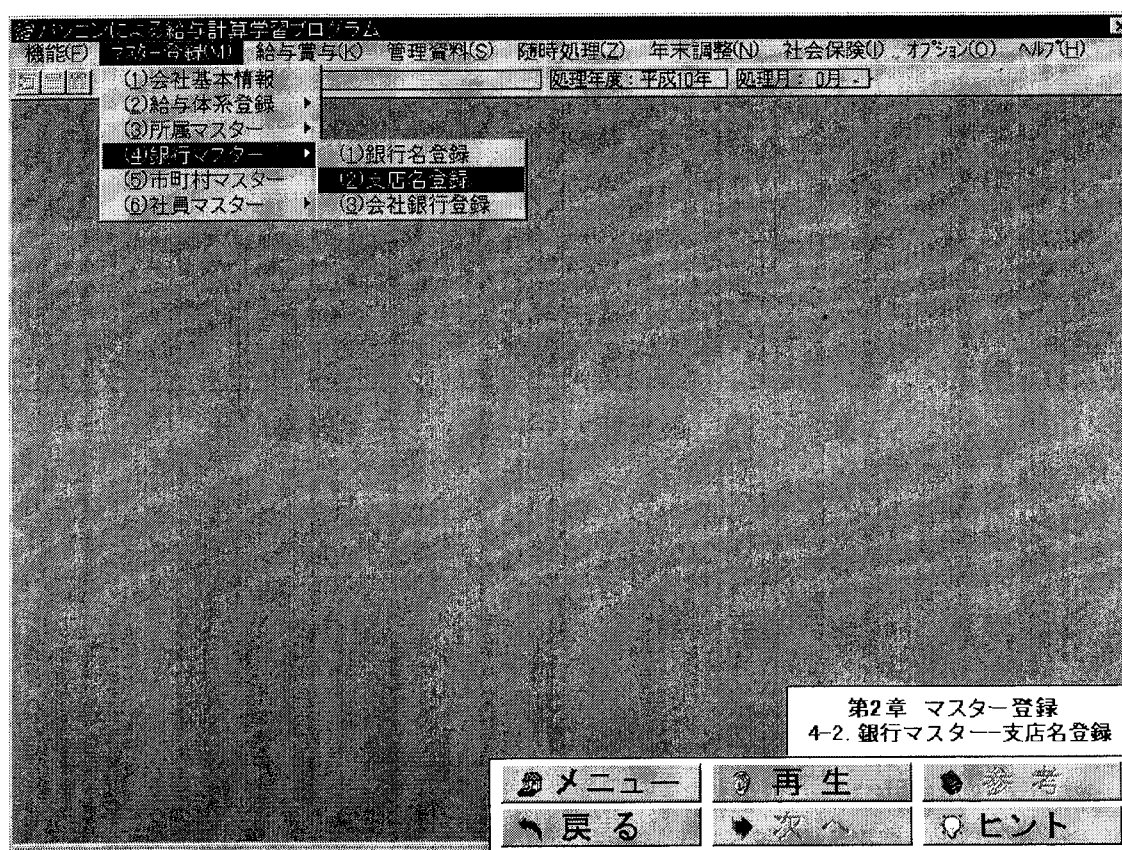 パソコンによる給与計算学習プログラム
機能(F) マスター登録(M) 給与賞与(K) 管理資料(S) 随時処理(Z) 年末調整(N) 社会保険(I) オプション(O) ヘルプ(H)
処理年度：平成10年 処理月： 0月
(1)会社基本情報
(2)給与体系登録
(3)所属マスター
(4)銀行マスター (1)銀行名登録
(5)市町村マスター (2)支店名登録
(6)社員マスター (3)会社銀行登録
第2章 マスター登録
4-2. 銀行マスター--支店名登録
メニュー 再生 参考
戻る 次へ ヒント